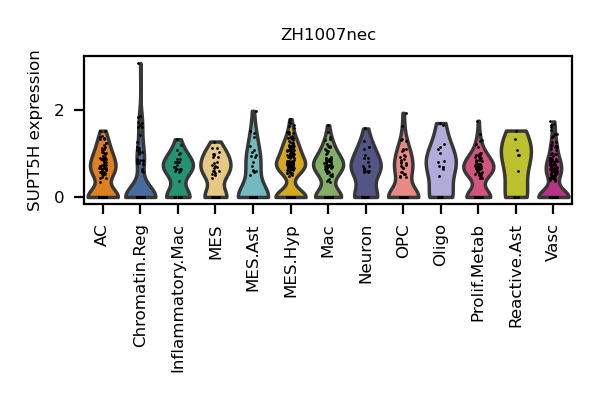 ZH1007nec
SUPT5H expression
2
0
AC
Chromatin.Reg
Inflammatory.Mac
MES
MES.Ast
MES.Hyp
Mac
Neuron
OPC
Oligo
Prolif.Metab
Reactive.Ast
Vasc